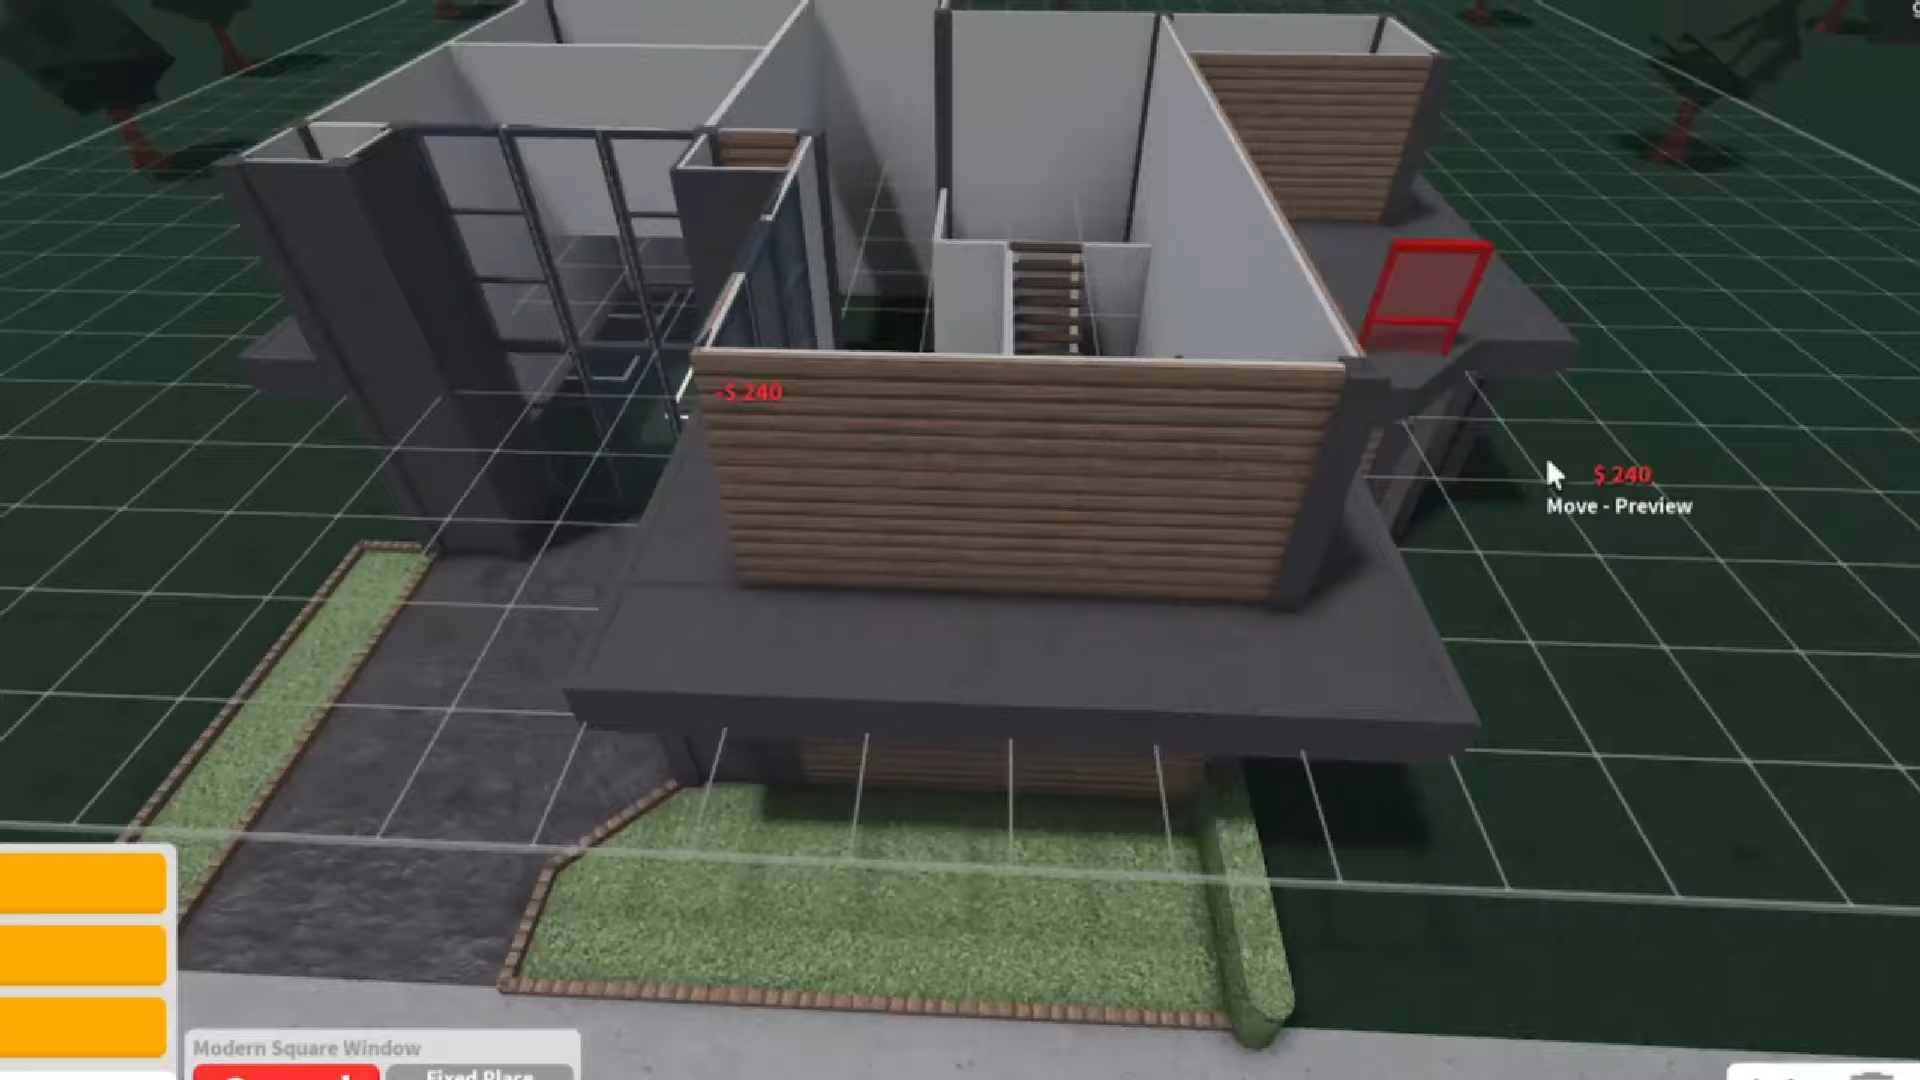 -$ 240
$ 240
Move - Preview
Modern Square Window
Fixed Place